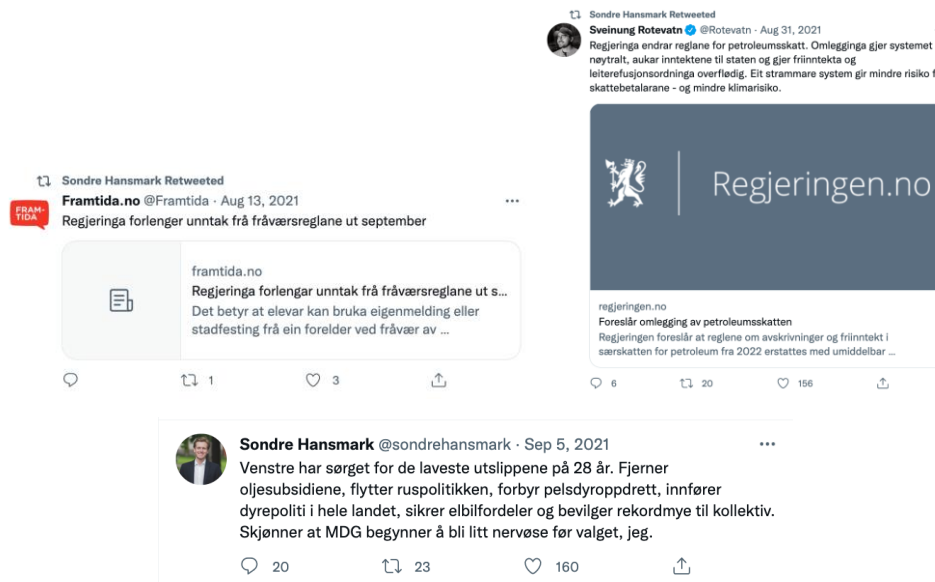 Sondre Hansmark Retweeted
Framtida.no @Framtida · Aug 13, 2021
FRAM-
TIDA
Regjeringa forlenger unntak frå fråværsreglane ut september
framtida.no
Regjeringa forlengar unntak frå fråværsreglane ut s...
Det betyr at elevar kan bruka eigenmelding eller
stadfesting frå ein forelder ved fråvær av ...
1 3
Sondre Hansmark Retweeted
Sveinung Rotevatn @Rotevatn · Aug 31, 2021
Regjeringa endrar reglane for petroleumsskatt. Omlegginga gjer systemet
nøytralt, aukar inntektene til staten og gjer friinntekta og
leiterefusjonsordninga overflødig. Eit strammare system gir mindre risiko f
skattebetalarane - og mindre klimarisiko.
Regjeringen.no
regjeringen.no
Foreslår omlegging av petroleumsskatten
Regjeringen foreslår at reglene om avskrivninger og friinntekt i
særskatten for petroleum fra 2022 erstattes med umiddelbar ...
6 20 156
Sondre Hansmark @sondrehansmark · Sep 5, 2021
Venstre har sørget for de laveste utslippene på 28 år. Fjerner
oljesubsidiene, flytter ruspolitikken, forbyr pelsdyroppdrett, innfører
dyrepoliti i hele landet, sikrer elbilfordeler og bevilger rekordmye til kollektiv.
Skjønner at MDG begynner å bli litt nervøse før valget, jeg.
20 23 160